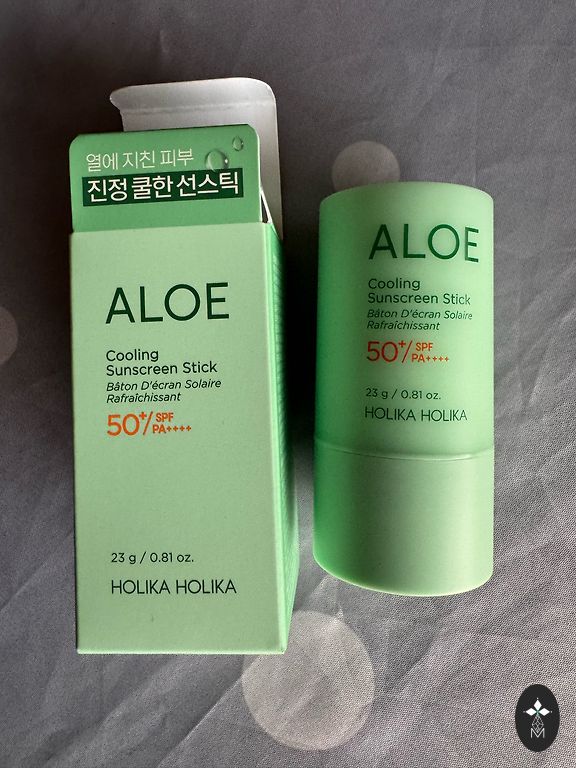 열에 지친 피부
진정 쿨한 선스틱
ALOE
Cooling
Sunscreen Stick
Bâton D'écran Solaire
Rafraîchissant
50+/SPF
PA++++
23 g / 0.81 oz.
HOLIKA HOLIKA
ALOE
Cooling
Sunscreen Stick
Bâton D'écran Solaire
Rafraîchissant
50+/SPF
PA++++
23 g / 0.81 oz.
HOLIKA HOLIKA
M